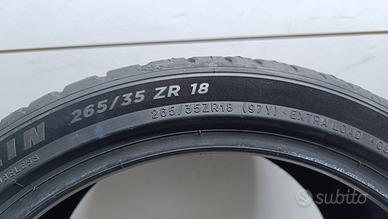 265/35 ZR 18
265/35ZR18 (97Y) · EXTRA LOAD
subito